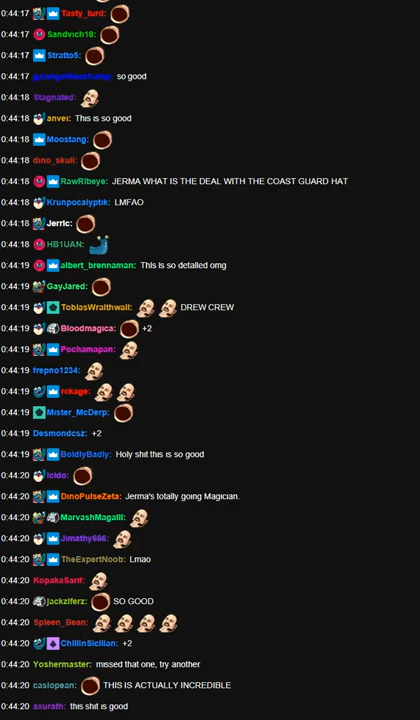 0:44:17 Tasty_turd:
0:44:17 Sandvich18:
0:44:17 Stratto5:
0:44:17 so good
0:44:18 Stagnated:
0:44:18 anvei: This is so good
0:44:18 Moostang:
0:44:18 dino_skull:
0:44:18 RawRibeye: JERMA WHAT IS THE DEAL WITH THE COAST GUARD HAT
0:44:18 Krunpocalyptik: LMFAO
0:44:18 Jerric:
0:44:18 HB1UAN:
0:44:19 albert_brennaman: This is so detailed omg
0:44:19 GayJared:
0:44:19 TobiasWraithwall: DREW CREW
0:44:19 Bloodmagica: +2
0:44:19 Pochamapan:
0:44:19 frepno1234:
0:44:19 rckage:
0:44:19 Mister_McDerp:
0:44:19 Desmondcsz: +2
0:44:19 BoldlyBadly: Holy shit this is so good
0:44:20 Icido:
0:44:20 DinoPulseZeta: Jerma's totally going Magician.
0:44:20 MarvashMagalli:
0:44:20 Jimathy666:
0:44:20 TheExpertNoob: Lmao
0:44:20 KopakaSarif:
0:44:20 jackziferz: SO GOOD
0:44:20 Spleen_Bean:
0:44:20 ChillinSicilian: +2
0:44:20 Yoshermaster: missed that one, try another
0:44:20 casiopean: THIS IS ACTUALLY INCREDIBLE
0:44:20 axurath: this shit is good